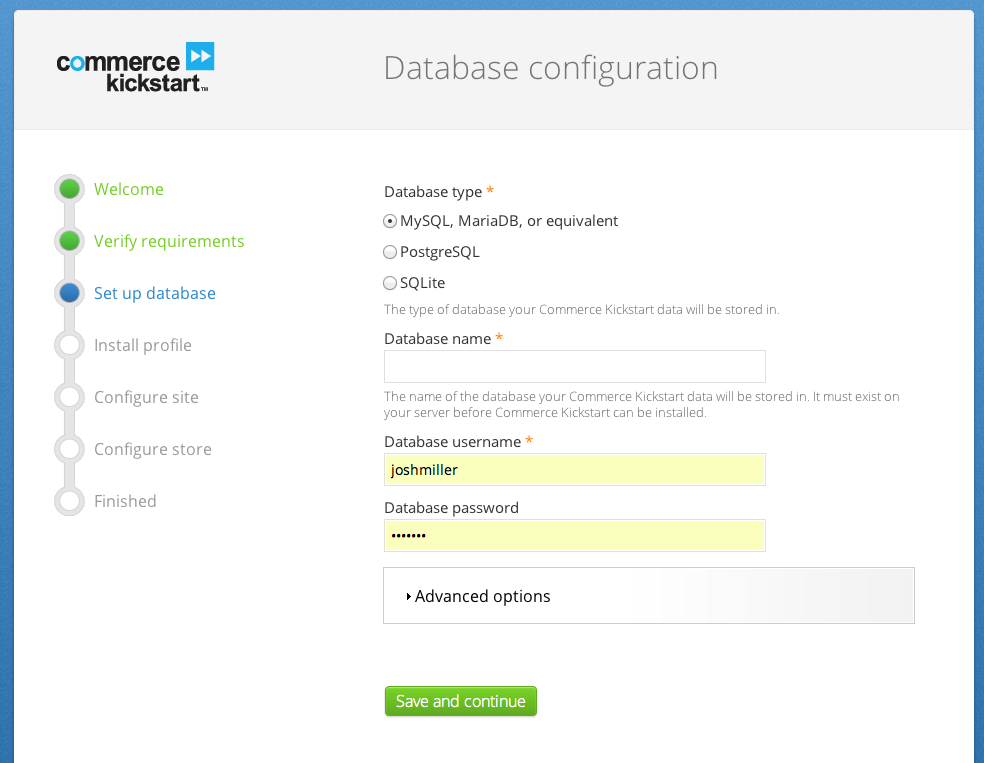 commerce
kickstart™
Database configuration
Welcome
Verify requirements
Set up database
Install profile
Configure site
Configure store
Finished
Database type *
MySQL, MariaDB, or equivalent
PostgreSQL
SQLite
The type of database your Commerce Kickstart data will be stored in.
Database name *
The name of the database your Commerce Kickstart data will be stored in. It must exist on
your server before Commerce Kickstart can be installed.
Database username *
joshmiller
Database password
•••••••
Advanced options
Save and continue